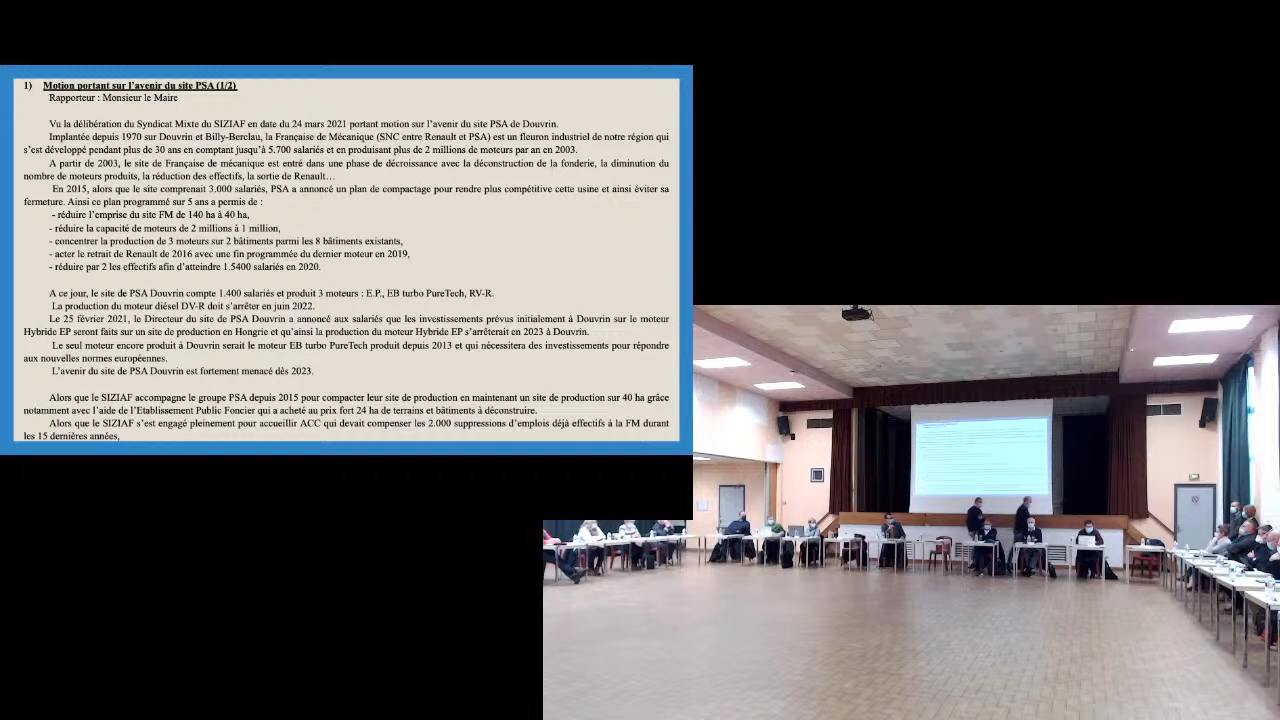 1) Motion portant sur l'avenir du site PSA (1/2)
Rapporteur : Monsieur le Maire
Vu la délibération du Syndicat Mixte du SIZIAF en date du 24 mars 2021 portant motion sur l'avenir du site PSA de Douvrin.
Implantée depuis 1970 sur Douvrin et Billy-Berclau, la Française de Mécanique (SNC entre Renault et PSA) est un fleuron industriel de notre région qui
s'est développé pendant plus de 30 ans en comptant jusqu'à 5.700 salariés et en produisant plus de 2 millions de moteurs par an en 2003.
A partir de 2003, le site de Française de mécanique est entré dans une phase de décroissance avec la déconstruction de la fonderie, la diminution du
nombre de moteurs produits, la réduction des effectifs, la sortie de Renault…
En 2015, alors que le site comprenait 3.000 salariés, PSA a annoncé un plan de compactage pour rendre plus compétitive cette usine et ainsi éviter sa
fermeture. Ainsi ce plan programmé sur 5 ans a permis de :
- réduire l'emprise du site FM de 140 ha à 40 ha,
- réduire la capacité de moteurs de 2 millions à 1 million,
- concentrer la production de 3 moteurs sur 2 bâtiments parmi les 8 bâtiments existants,
- acter le retrait de Renault de 2016 avec une fin programmée du dernier moteur en 2019,
- réduire par 2 les effectifs afin d'atteindre 1.5400 salariés en 2020.
A ce jour, le site de PSA Douvrin compte 1.400 salariés et produit 3 moteurs : E.P., EB turbo PureTech, RV-R.
La production du moteur diésel DV-R doit s'arrêter en juin 2022.
Le 25 février 2021, le Directeur du site de PSA Douvrin a annoncé aux salariés que les investissements prévus initialement à Douvrin sur le moteur
Hybride EP seront faits sur un site de production en Hongrie et qu'ainsi la production du moteur Hybride EP s'arrêterait en 2023 à Douvrin.
Le seul moteur encore produit à Douvrin serait le moteur EB turbo PureTech produit depuis 2013 et qui nécessitera des investissements pour répondre
aux nouvelles normes européennes.
L'avenir du site de PSA Douvrin est fortement menacé dès 2023.
Alors que le SIZIAF accompagne le groupe PSA depuis 2015 pour compacter leur site de production en maintenant un site de production sur 40 ha grâce
notamment avec l'aide de l'Etablissement Public Foncier qui a acheté au prix fort 24 ha de terrains et bâtiments à déconstruire.
Alors que le SIZIAF s'est engagé pleinement pour accueillir ACC qui devait compenser les 2.000 suppressions d'emplois déjà effectifs à la FM durant
les 15 dernières années,